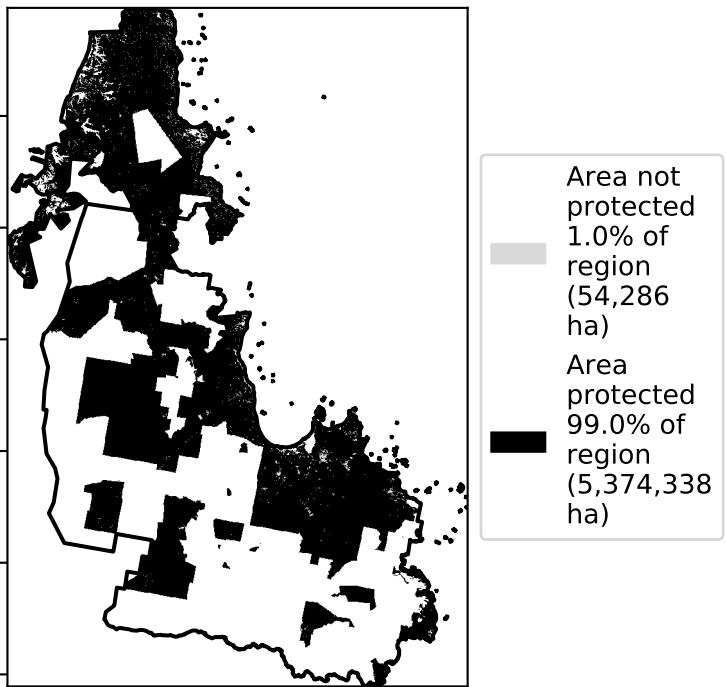 Area not
protected
1.0% of
region
(54,286
ha)
Area
protected
99.0% of
region
(5,374,338
ha)